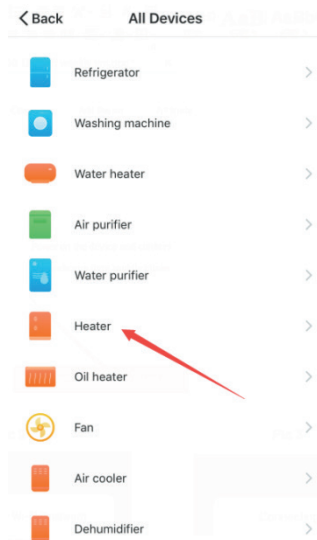 Back
All Devices
Refrigerator
Washing machine
Water heater
Air purifier
Water purifier
Heater
Oil heater
Fan
Air cooler
Dehumidifier